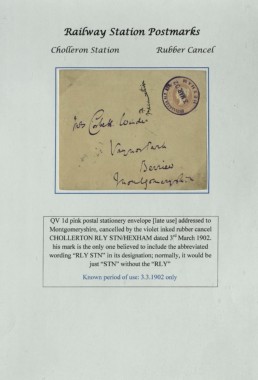 Railway Station Postmarks
Cholleron Station Rubber Cancel
Berriew
Montgomeryshire
QV 1d pink postal stationery envelope [late use] addressed to
Montgomeryshire, cancelled by the violet inked rubber cancel
CHOLLERTON RLY STN/HEXHAM dated 3rd March 1902.
his mark is the only one believed to include the abbreviated
wording “RLY STN” in its designation; normally, it would be
just “STN” without the “RLY”
Known period of use: 3.3.1902 only